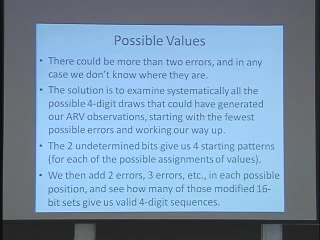 Possible Values
• There could be more than two errors, and in any
case we don't know where they are.
• The solution is to examine systematically all the
possible 4-digit draws that could have generated
our ARV observations, starting with the fewest
possible errors and working our way up.
• The 2 undetermined bits give us 4 starting patterns
(for each of the possible assignments of values).
• We then add 2 errors, 3 errors, etc., in each possible
position, and see how many of those modified 16-
bit sets give us valid 4-digit sequences.